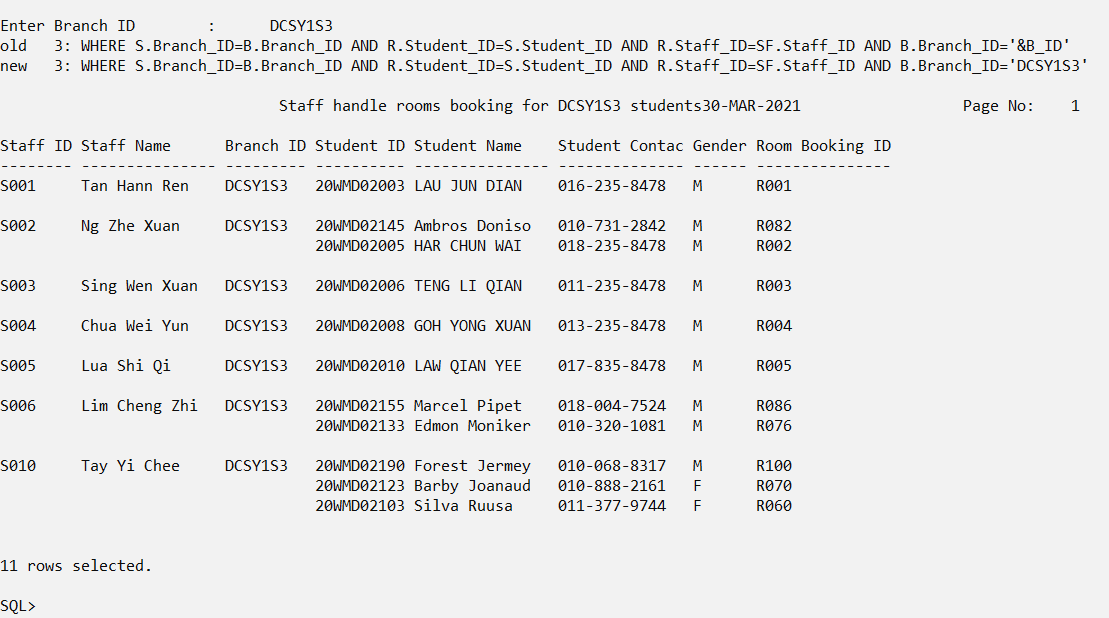 Enter Branch ID        :      DCSY1S3
old   3: WHERE S.Branch_ID=B.Branch_ID AND R.Student_ID=S.Student_ID AND R.Staff_ID=SF.Staff_ID AND B.Branch_ID='&B_ID'
new   3: WHERE S.Branch_ID=B.Branch_ID AND R.Student_ID=S.Student_ID AND R.Staff_ID=SF.Staff_ID AND B.Branch_ID='DCSY1S3'
Staff handle rooms booking for DCSY1S3 students30-MAR-2021                  Page No:    1
Staff ID Staff Name      Branch ID Student ID Student Name    Student Contac Gender Room Booking ID
-------- --------------- --------- ---------- --------------- -------------- ------ ---------------
S001     Tan Hann Ren    DCSY1S3   20WMD02003 LAU JUN DIAN    016-235-8478   M      R001
S002     Ng Zhe Xuan     DCSY1S3   20WMD02145 Ambros Doniso   010-731-2842   M      R082
20WMD02005 HAR CHUN WAI    018-235-8478   M      R002
S003     Sing Wen Xuan   DCSY1S3   20WMD02006 TENG LI QIAN    011-235-8478   M      R003
S004     Chua Wei Yun    DCSY1S3   20WMD02008 GOH YONG XUAN   013-235-8478   M      R004
S005     Lua Shi Qi      DCSY1S3   20WMD02010 LAW QIAN YEE    017-835-8478   M      R005
S006     Lim Cheng Zhi   DCSY1S3   20WMD02155 Marcel Pipet    018-004-7524   M      R086
20WMD02133 Edmon Moniker   010-320-1081   M      R076
S010     Tay Yi Chee     DCSY1S3   20WMD02190 Forest Jermey   010-068-8317   M      R100
20WMD02123 Barby Joanaud   010-888-2161   F      R070
20WMD02103 Silva Ruusa     011-377-9744   F      R060
11 rows selected.
SQL>